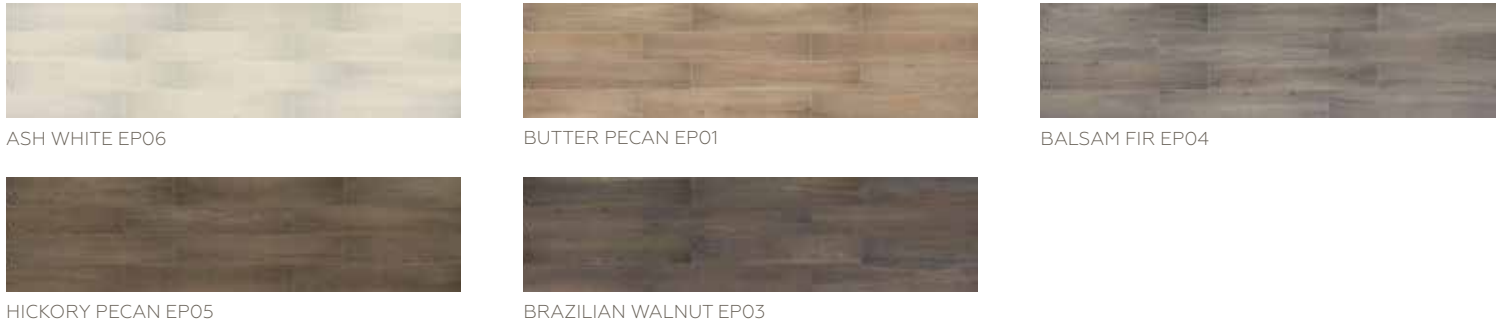 ASH WHITE EP06
BUTTER PECAN EP01
BALSAM FIR EP04
HICKORY PECAN EP05
BRAZILIAN WALNUT EP03